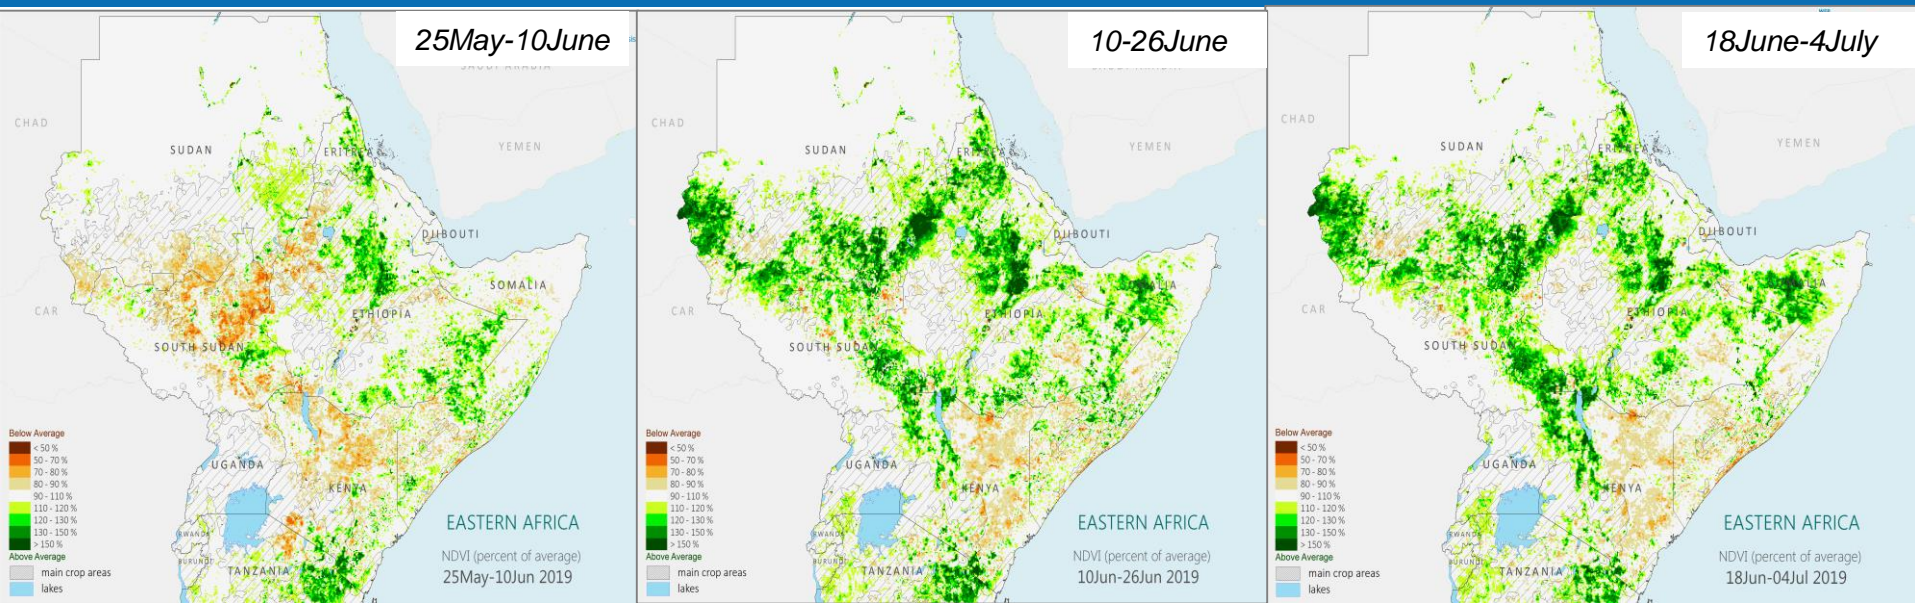 25May-10June
SAUDI ARABIA
CHAD
SUDAN
ERITREA
YEMEN
DJIBOUTI
SOMALIA
CAR
ETHIOPIA
SOUTH SUDAN
UGANDA
KENYA
RWANDA
BURUNDI
TANZANIA
Below Average
< 50 %
50 - 70 %
70 - 80 %
80 - 90 %
90 - 110 %
110 - 120 %
120 - 130 %
130 - 150 %
> 150 %
Above Average
main crop areas
lakes
EASTERN AFRICA
NDVI (percent of average)
25May-10Jun 2019
10-26June
CHAD
SUDAN
ERITREA
YEMEN
DJIBOUTI
SOMALIA
CAR
ETHIOPIA
SOUTH SUDAN
UGANDA
KENYA
RWANDA
BURUNDI
TANZANIA
Below Average
< 50 %
50 - 70 %
70 - 80 %
80 - 90 %
90 - 110 %
110 - 120 %
120 - 130 %
130 - 150 %
> 150 %
Above Average
main crop areas
lakes
EASTERN AFRICA
NDVI (percent of average)
10Jun-26Jun 2019
18June-4July
CHAD
SUDAN
ERITREA
YEMEN
DJIBOUTI
SOMALIA
CAR
ETHIOPIA
SOUTH SUDAN
UGANDA
KENYA
RWANDA
BURUNDI
TANZANIA
Below Average
< 50 %
50 - 70 %
70 - 80 %
80 - 90 %
90 - 110 %
110 - 120 %
120 - 130 %
130 - 150 %
> 150 %
Above Average
main crop areas
lakes
EASTERN AFRICA
NDVI (percent of average)
18Jun-04Jul 2019